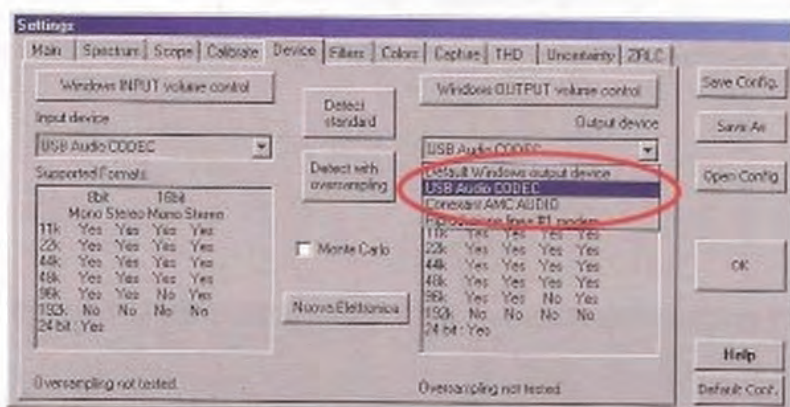 Settings
Main Spectrum Scope Calibrate Device Filters Colors Capture THD Uncertainty ZRLC
Windows INPUT volume control
Input device
USB Audio CODEC
Supported Formats
8bit 16bit
Mono Stereo Mono Stereo
11k Yes Yes Yes Yes
22k Yes Yes Yes Yes
44k Yes Yes Yes Yes
48k Yes Yes Yes Yes
96k Yes Yes No Yes
192k No No No No
24 bit : Yes
Oversampling not tested.
Detect
standard
Detect with
oversampling
Monte Carlo
Nuova Elettronica
Windows OUTPUT volume control
Output device
USB Audio CODEC
Default Windows output device
USB Audio CODEC
Conexant AMC AUDIO
#1 modem
11k Yes Yes Yes Yes
22k Yes Yes Yes Yes
44k Yes Yes Yes Yes
48k Yes Yes Yes Yes
96k Yes Yes No Yes
192k No No No No
24 bit : Yes
Oversampling not tested.
Save Config.
Save As
Open Config
OK
Help
Default Conf.